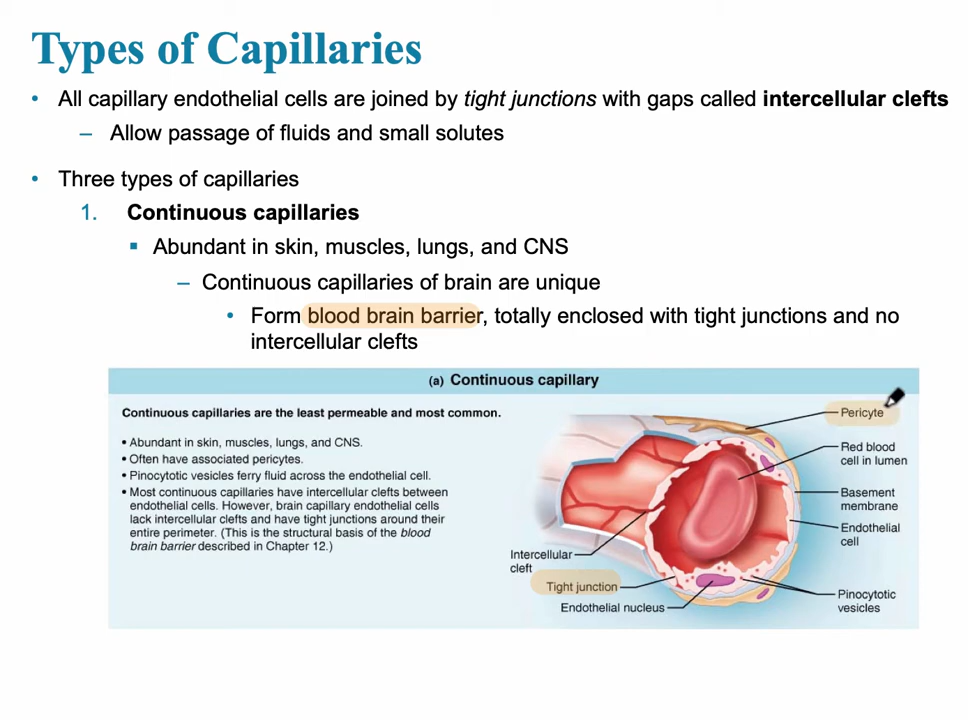 Types of Capillaries
• All capillary endothelial cells are joined by tight junctions with gaps called intercellular clefts
– Allow passage of fluids and small solutes
• Three types of capillaries
1. Continuous capillaries
▪ Abundant in skin, muscles, lungs, and CNS
– Continuous capillaries of brain are unique
• Form blood brain barrier, totally enclosed with tight junctions and no
intercellular clefts
(a) Continuous capillary
Continuous capillaries are the least permeable and most common.
• Abundant in skin, muscles, lungs, and CNS.
• Often have associated pericytes.
• Pinocytotic vesicles ferry fluid across the endothelial cell.
• Most continuous capillaries have intercellular clefts between
endothelial cells. However, brain capillary endothelial cells
lack intercellular clefts and have tight junctions around their
entire perimeter. (This is the structural basis of the blood
brain barrier described in Chapter 12.)
Pericyte
Red blood
cell in lumen
Basement
membrane
Endothelial
cell
Intercellular
cleft
Tight junction
Endothelial nucleus
Pinocytotic
vesicles